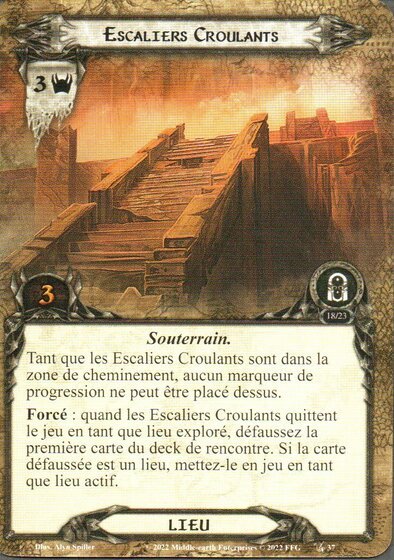 Escaliers Croulants
3
3
18/23
Souterrain.
Tant que les Escaliers Croulants sont dans la
zone de cheminement, aucun marqueur de
progression ne peut être placé dessus.
Forcé : quand les Escaliers Croulants quittent
le jeu en tant que lieu exploré, défaussez la
première carte du deck de rencontre. Si la carte
défaussée est un lieu, mettez-le en jeu en tant
que lieu actif.
LIEU
Illus. Alyn Spiller 2022 Middle-earth Enterprises © 2022 FFG 37